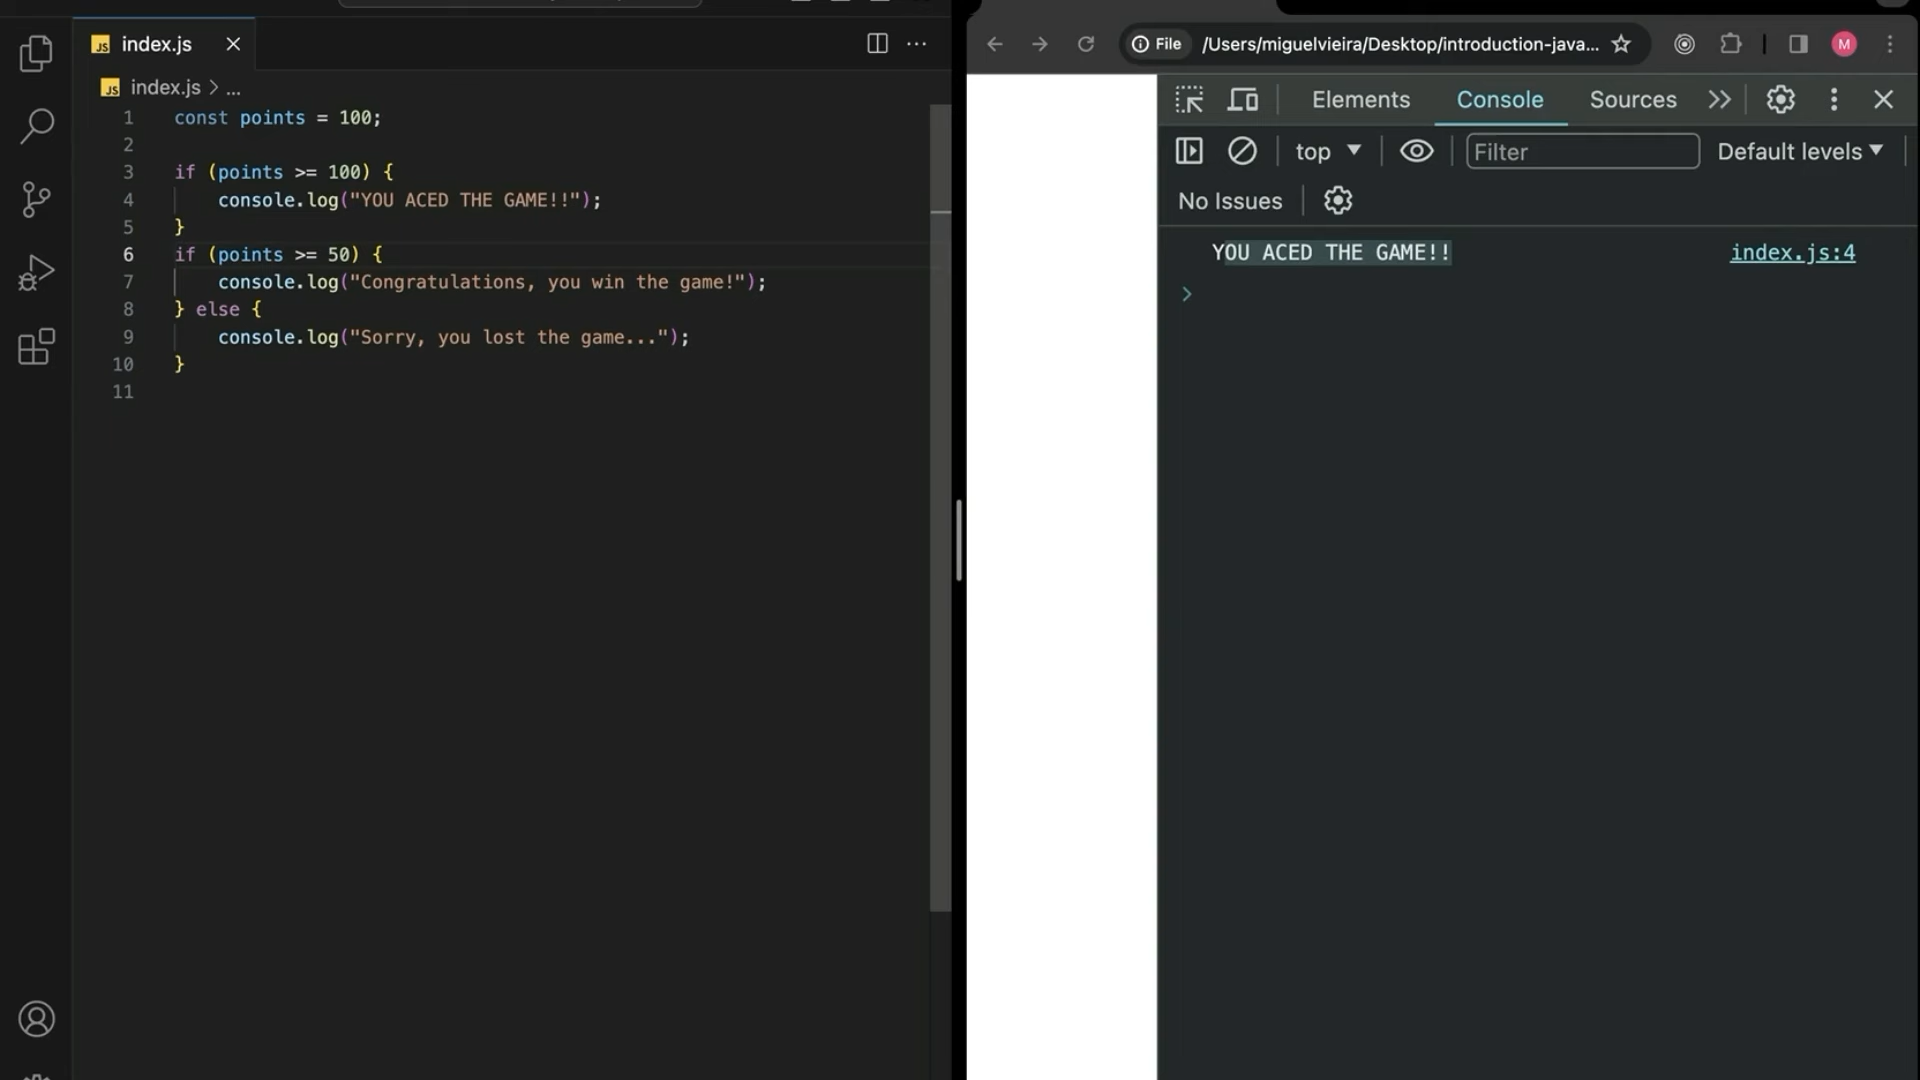 JS index.js
JS index.js > ...
1 const points = 100;
2
3 if (points >= 100) {
4 console.log("YOU ACED THE GAME!!");
5 }
6 if (points >= 50) {
7 console.log("Congratulations, you win the game!");
8 } else {
9 console.log("Sorry, you lost the game...");
10 }
11
File /Users/miguelvieira/Desktop/introduction-java... M
Elements Console Sources
top Filter Default levels
No Issues
YOU ACED THE GAME!! index.js:4